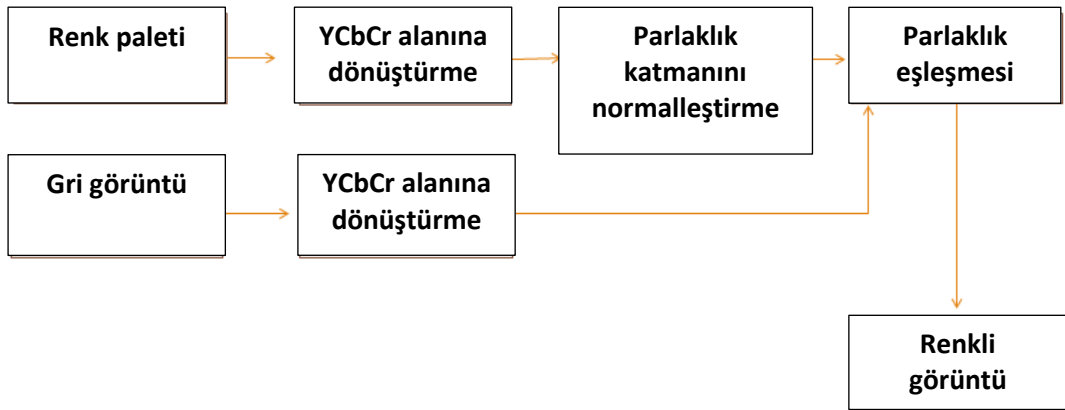 Renk paleti
YCbCr alanına
dönüştürme
Parlaklık
katmanını
normalleştirme
Parlaklık
eşleşmesi
Gri görüntü
YCbCr alanına
dönüştürme
Renkli
görüntü